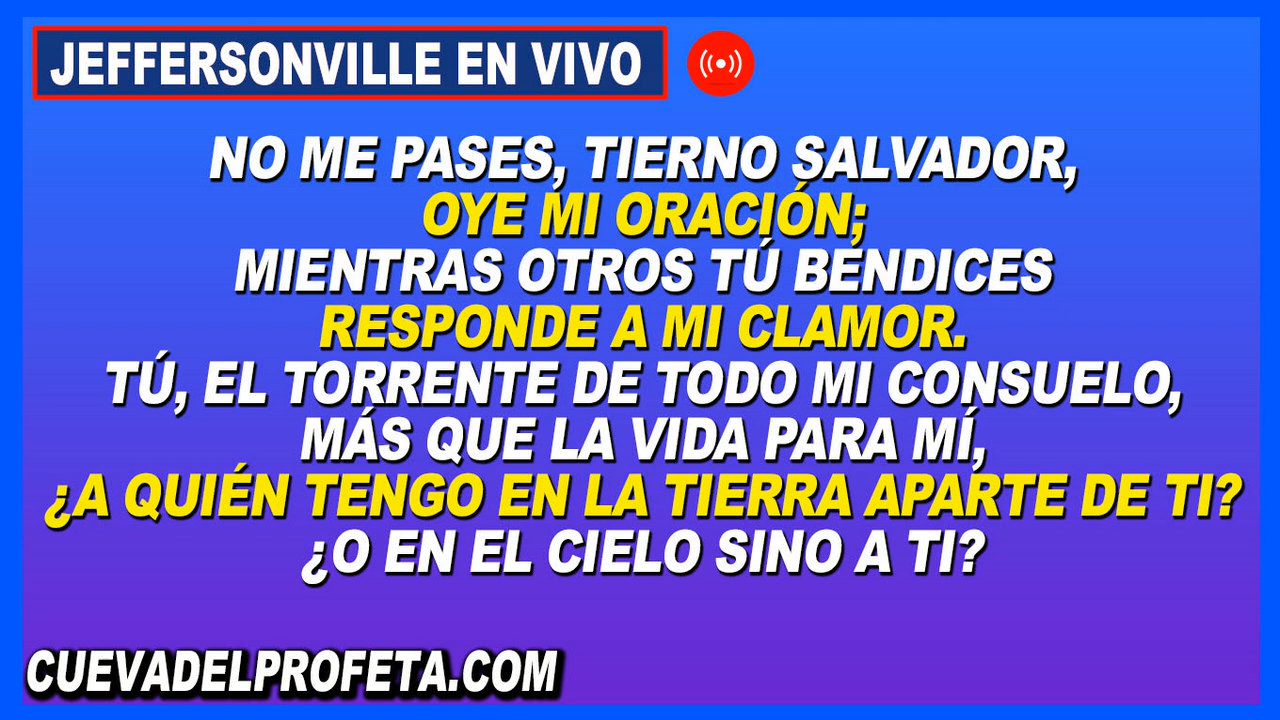 JEFFERSONVILLE EN VIVO
NO ME PASES, TIERNO SALVADOR,
OYE MI ORACIÓN;
MIENTRAS OTROS TÚ BENDICES
RESPONDE A MI CLAMOR.
TÚ, EL TORRENTE DE TODO MI CONSUELO,
MÁS QUE LA VIDA PARA MÍ,
¿A QUIÉN TENGO EN LA TIERRA APARTE DE TI?
¿O EN EL CIELO SINO A TI?
CUEVADELPROFETA.COM